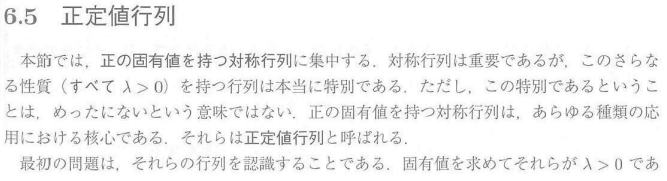 6.5 正定値行列
本節では，正の固有値を持つ対称行列に集中する．対称行列は重要であるが，このさらな
る性質（すべて λ > 0）を持つ行列は本当に特別である．ただし，この特別であるというこ
とは，めったにないという意味ではない．正の固有値を持つ対称行列は，あらゆる種類の応
用における核心である．それらは正定値行列と呼ばれる．
最初の問題は，それらの行列を認識することである．固有値を求めてそれらが λ > 0 であ